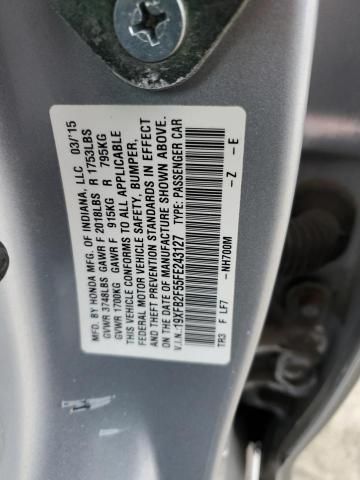 MFD. BY HONDA MFG. OF INDIANA, LLC 03/'15
GVWR 3748LBS GAWR F 2018LBS R 1753LBS
GVWR 1700KG GAWR F 915KG R 795KG
THIS VEHICLE CONFORMS TO ALL APPLICABLE
FEDERAL MOTOR VEHICLE SAFETY, BUMPER,
AND THEFT PREVENTION STANDARDS IN EFFECT
ON THE DATE OF MANUFACTURE SHOWN ABOVE.
V.I.N.: 19XFB2F55FE243127 TYPE: PASSENGER CAR
TR3 F LF7 -NH700M -Z -E